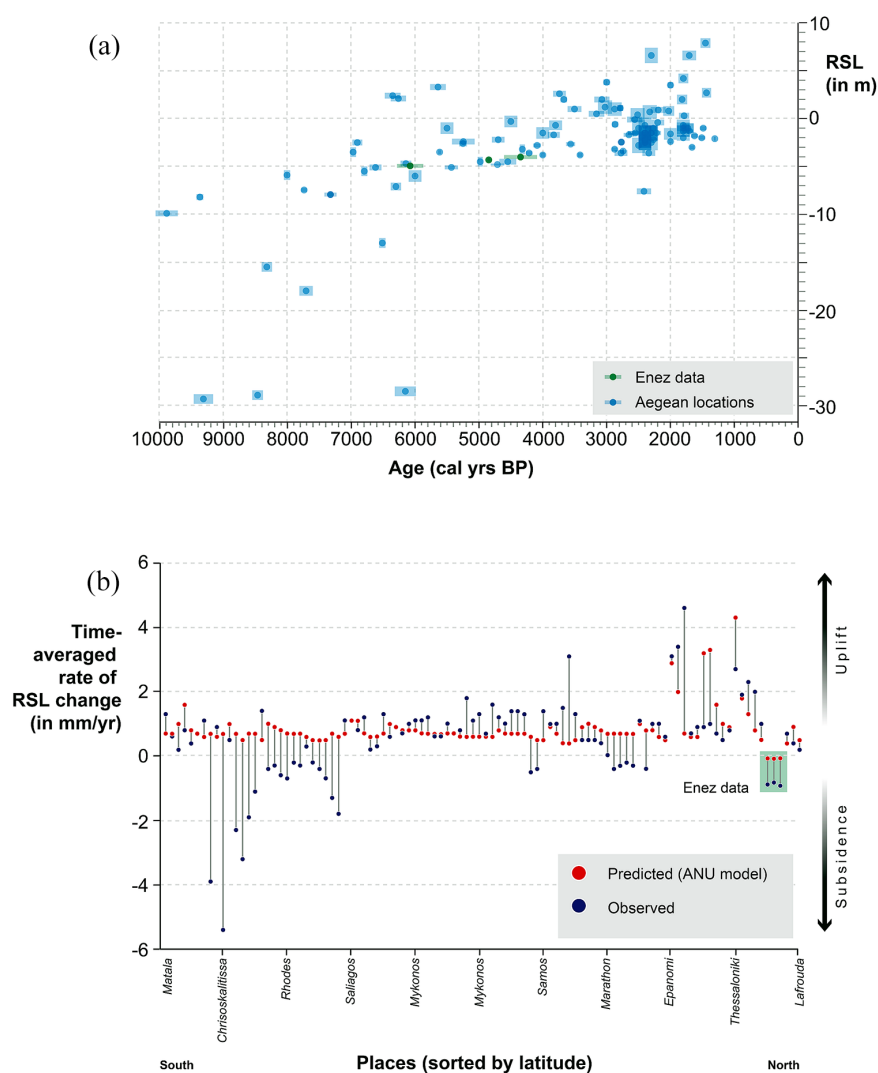 (a)
10
RSL
(in m)
0
-10
-20
-30
Enez data
Aegean locations
10000 9000 8000 7000 6000 5000 4000 3000 2000 1000 0
Age (cal yrs BP)
(b)
6
4
2
0
-2
-4
-6
Time-
averaged
rate of
RSL change
(in mm/yr)
Uplift
Subsidence
Enez data
Predicted (ANU model)
Observed
Matala
Chrisoskalitissa
Rhodes
Saliagos
Mykonos
Mykonos
Samos
Marathon
Epanomi
Thessaloniki
Lafrouda
South
Places (sorted by latitude)
North